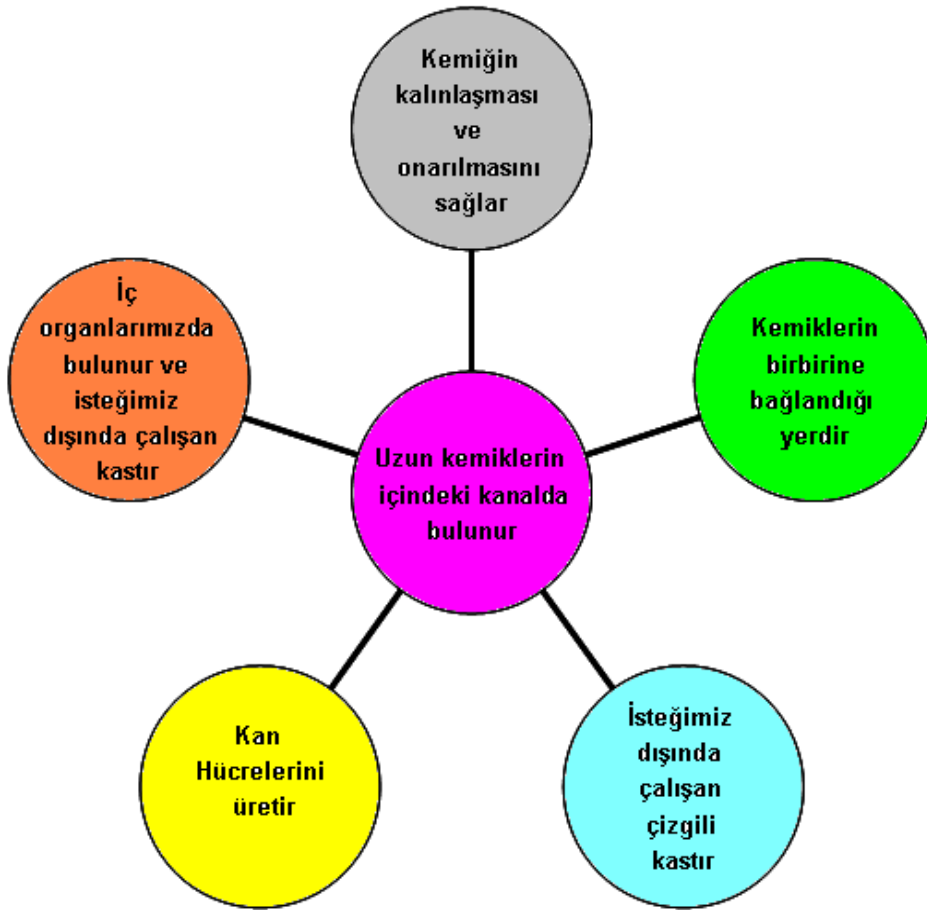 Kemiğin
kalınlaşması
ve
onarılmasını
sağlar
İç
organlarımızda
bulunur ve
isteğimiz
dışında çalışan
kastır
Kemiklerin
birbirine
bağlandığı
yerdir
Uzun kemiklerin
içindeki kanalda
bulunur
Kan
Hücrelerini
üretir
İsteğimiz
dışında
çalışan
çizgili
kastır